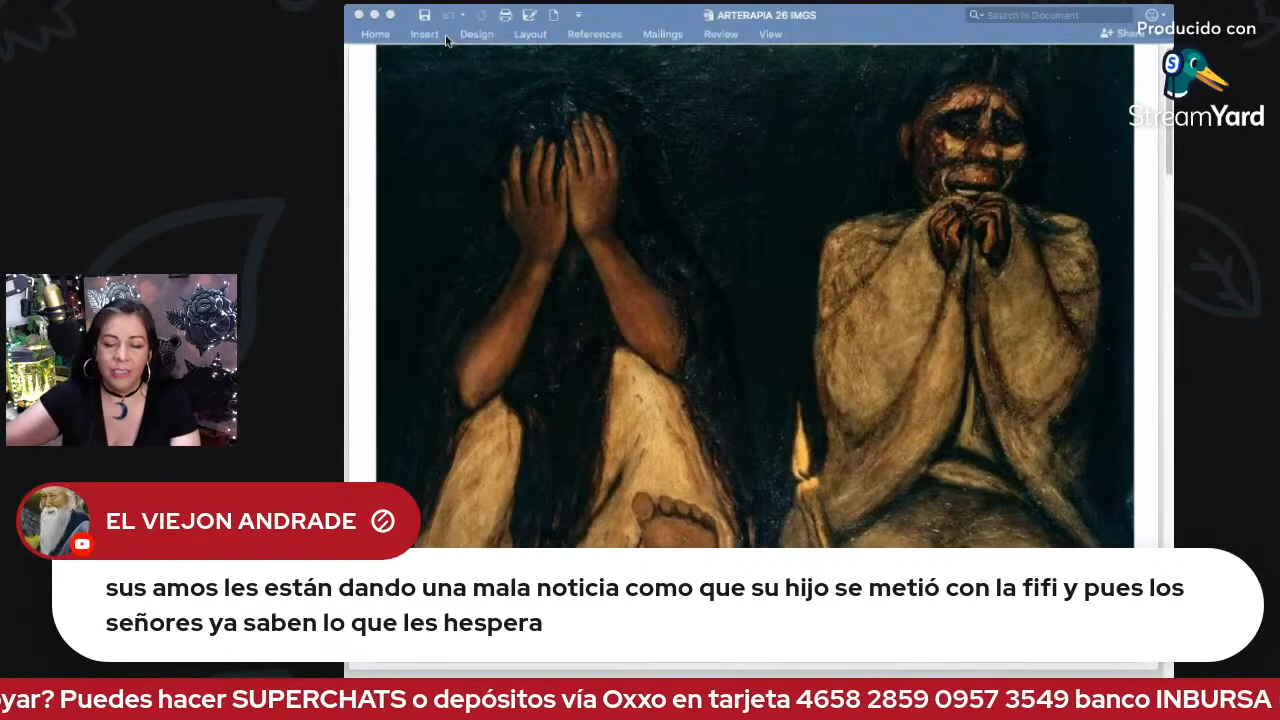 ARTERAPIA 26 IMGS
Search in Document
Home Insert Design Layout References Mailings Review View
Share
Producido con
StreamYard
EL VIEJON ANDRADE
sus amos les están dando una mala noticia como que su hijo se metió con la fifi y pues los
señores ya saben lo que les hespera
oyar? Puedes hacer SUPERCHATS o depósitos vía Oxxo en tarjeta 4658 2859 0957 3549 banco INBURSA